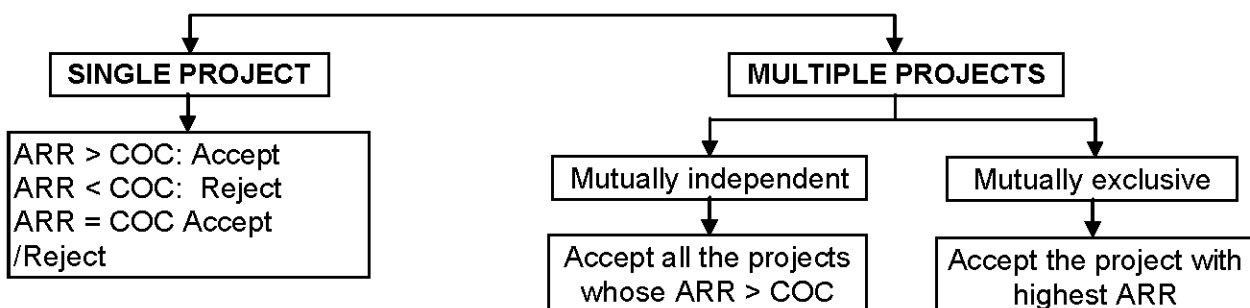 SINGLE PROJECT
ARR > COC: Accept
ARR < COC:  Reject
ARR = COC Accept
/Reject
MULTIPLE PROJECTS
Mutually independent
Accept all the projects
whose ARR > COC
Mutually exclusive
Accept the project with
highest ARR